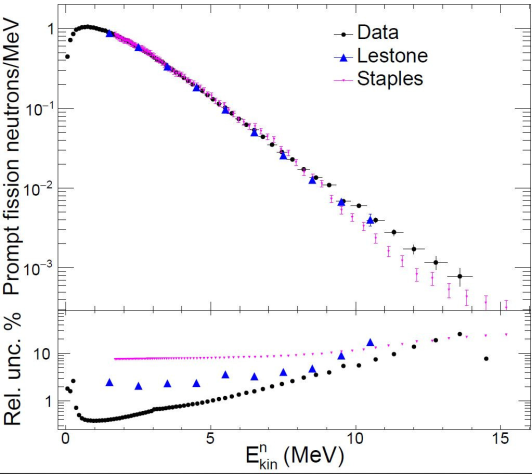 Prompt fission neutrons/MeV
1
10⁻¹
10⁻²
10⁻³
Data
Lestone
Staples
Rel. unc. %
10
1
0 5 10 15
Eⁿkin (MeV)